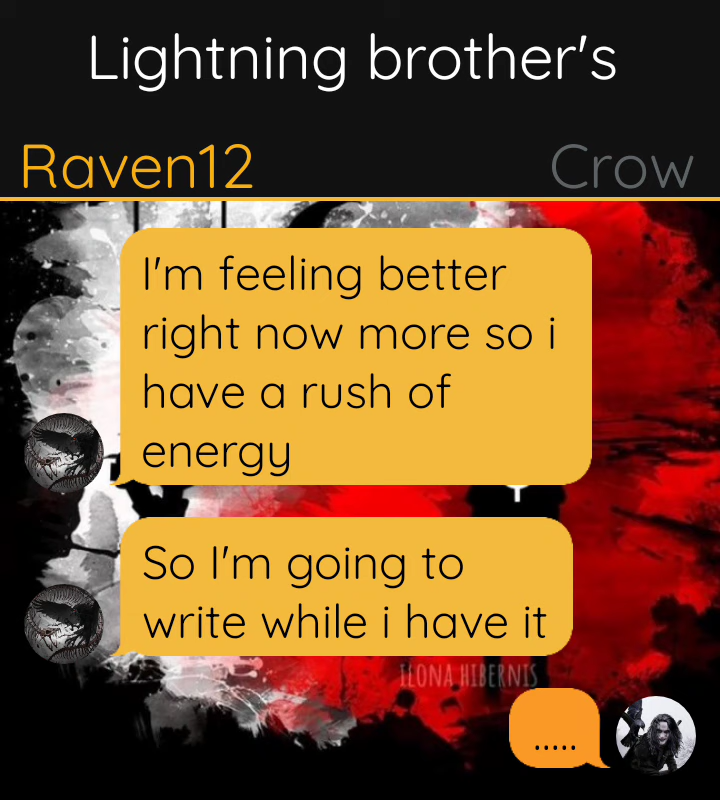 Lightning brother's
Raven12
Crow
I'm feeling better
right now more so i
have a rush of
energy
So I'm going to
write while i have it
ILONA HIBERNIS
.....